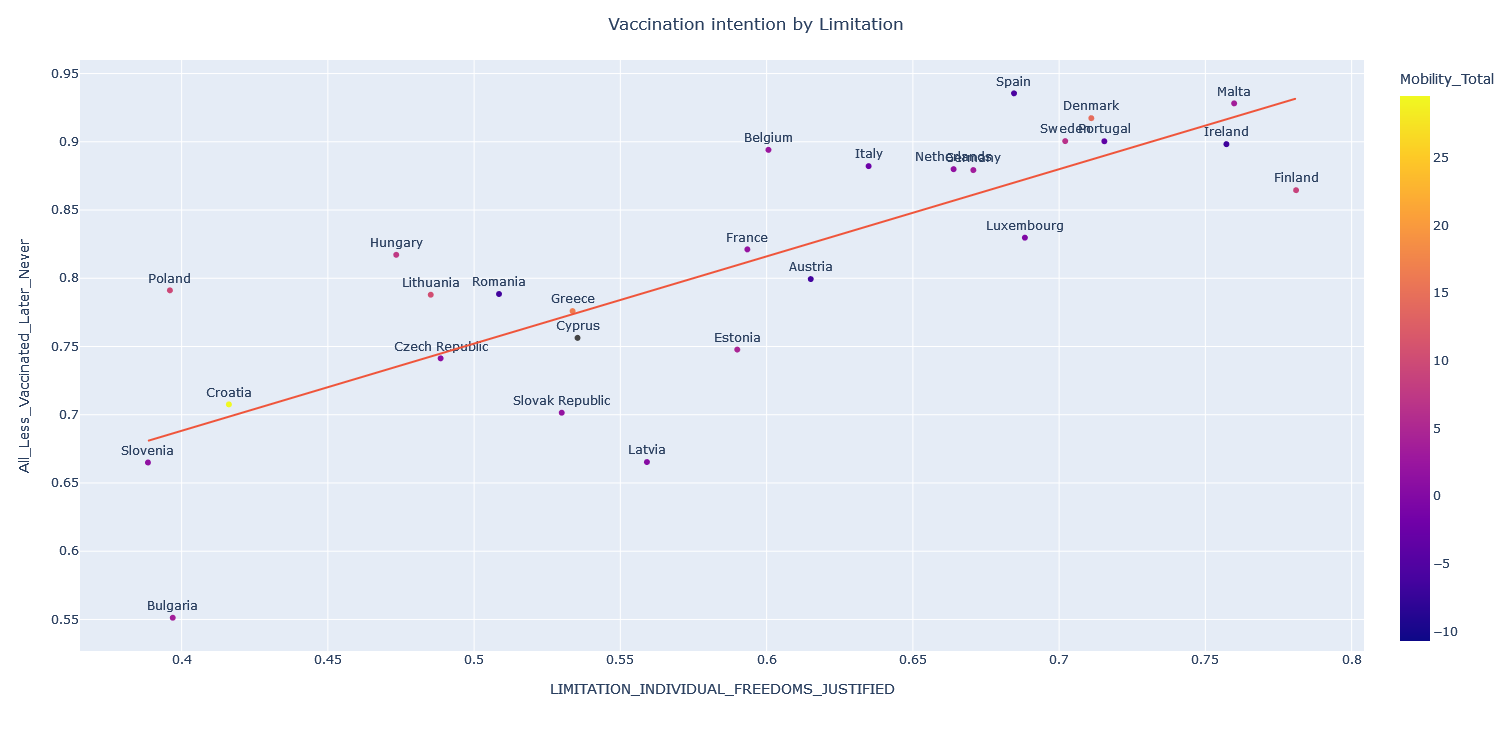 Vaccination intention by Limitation
Mobility_Total
0.95
0.9
0.85
0.8
0.75
0.7
0.65
0.6
0.55
All_Less_Vaccinated_Later_Never
Spain
Malta
Denmark
Sweden
Portugal
Ireland
Belgium
Italy
Netherlands
Germany
Finland
Luxembourg
France
Hungary
Austria
Poland
Lithuania
Romania
Greece
Cyprus
Estonia
Czech Republic
Croatia
Slovak Republic
Slovenia
Latvia
Bulgaria
25
20
15
10
5
0
−5
−10
0.4
0.45
0.5
0.55
0.6
0.65
0.7
0.75
0.8
LIMITATION_INDIVIDUAL_FREEDOMS_JUSTIFIED